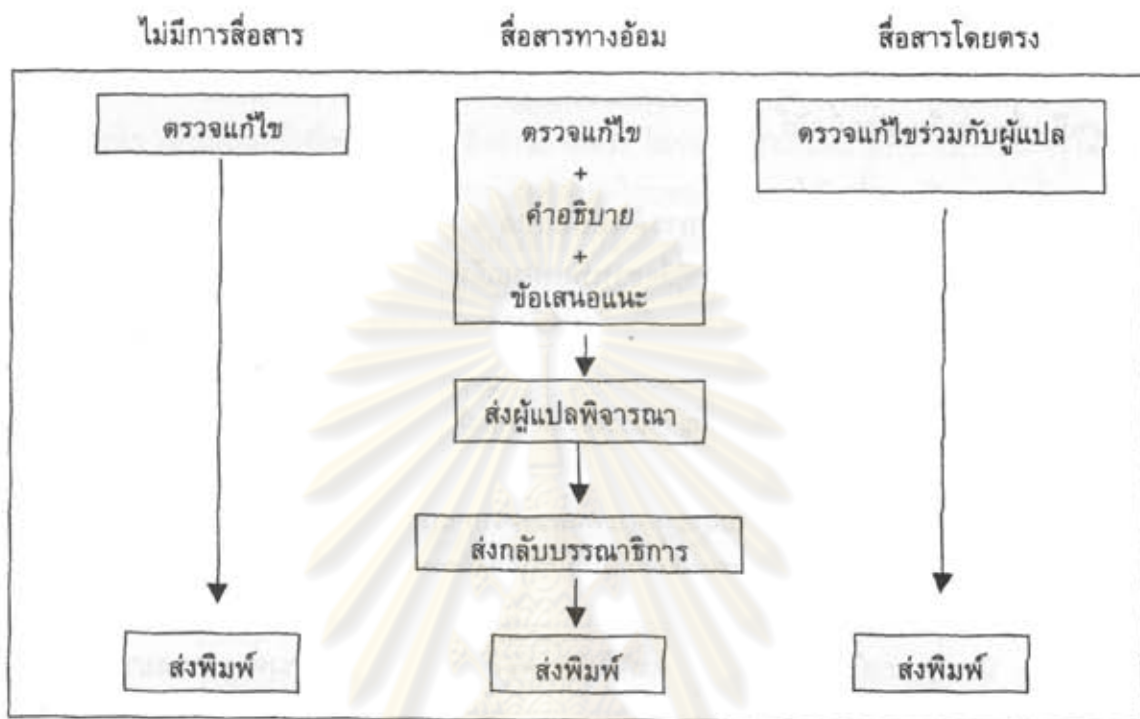 ไม่มีการสื่อสาร
สื่อสารทางอ้อม
สื่อสารโดยตรง
ตรวจแก้ไข
ตรวจแก้ไข
+
คำอธิบาย
+
ข้อเสนอแนะ
ตรวจแก้ไขร่วมกับผู้แปล
ส่งผู้แปลพิจารณา
ส่งกลับบรรณาธิการ
ส่งพิมพ์
ส่งพิมพ์
ส่งพิมพ์